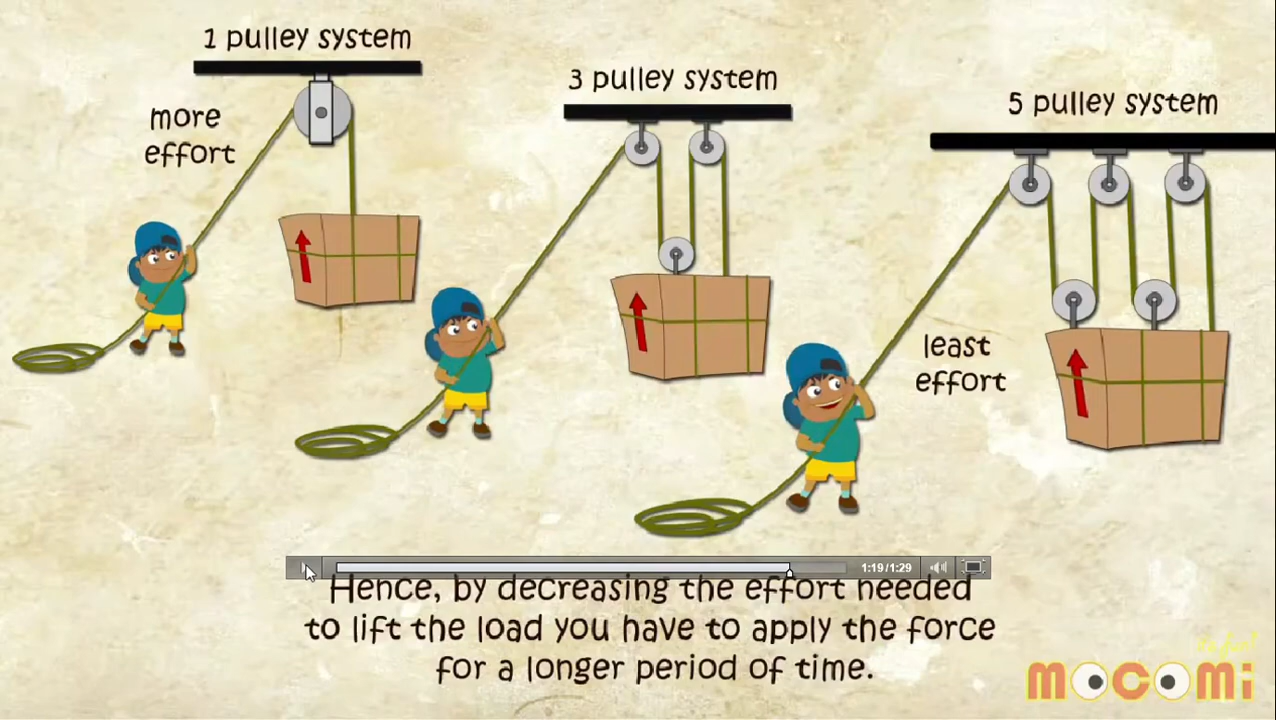 1 pulley system
more
effort
3 pulley system
5 pulley system
least
effort
1:19/1:29
Hence, by decreasing the effort needed
to lift the load you have to apply the force
for a longer period of time.
it's fun!
mocomi